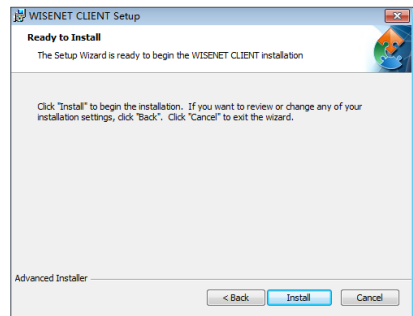 WISENET CLIENT Setup
Ready to Install
The Setup Wizard is ready to begin the WISENET CLIENT installation
Click "Install" to begin the installation. If you want to review or change any of your
installation settings, click "Back". Click "Cancel" to exit the wizard.
Advanced Installer
< Back Install Cancel